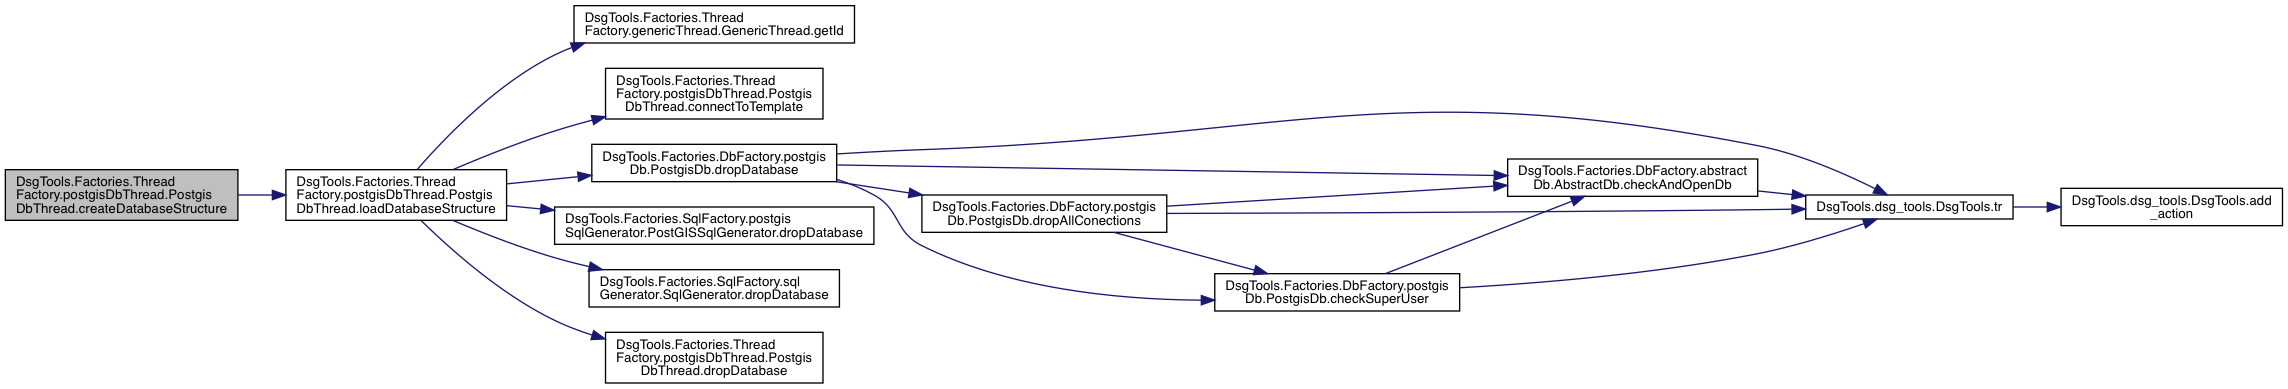 DsgTools.Factories.Thread
Factory.postgisDbThread.Postgis
DbThread.createDatabaseStructure
DsgTools.Factories.Thread
Factory.postgisDbThread.Postgis
DbThread.loadDatabaseStructure
DsgTools.Factories.Thread
Factory.genericThread.GenericThread.getId
DsgTools.Factories.Thread
Factory.postgisDbThread.Postgis
DbThread.connectToTemplate
DsgTools.Factories.DbFactory.postgis
Db.PostgisDb.dropDatabase
DsgTools.Factories.SqlFactory.postgis
SqlGenerator.PostGISSqlGenerator.dropDatabase
DsgTools.Factories.SqlFactory.sql
Generator.SqlGenerator.dropDatabase
DsgTools.Factories.Thread
Factory.postgisDbThread.Postgis
DbThread.dropDatabase
DsgTools.Factories.DbFactory.postgis
Db.PostgisDb.dropAllConections
DsgTools.Factories.DbFactory.postgis
Db.PostgisDb.checkSuperUser
DsgTools.Factories.DbFactory.abstract
Db.AbstractDb.checkAndOpenDb
DsgTools.dsg_tools.DsgTools.tr
DsgTools.dsg_tools.DsgTools.add
_action